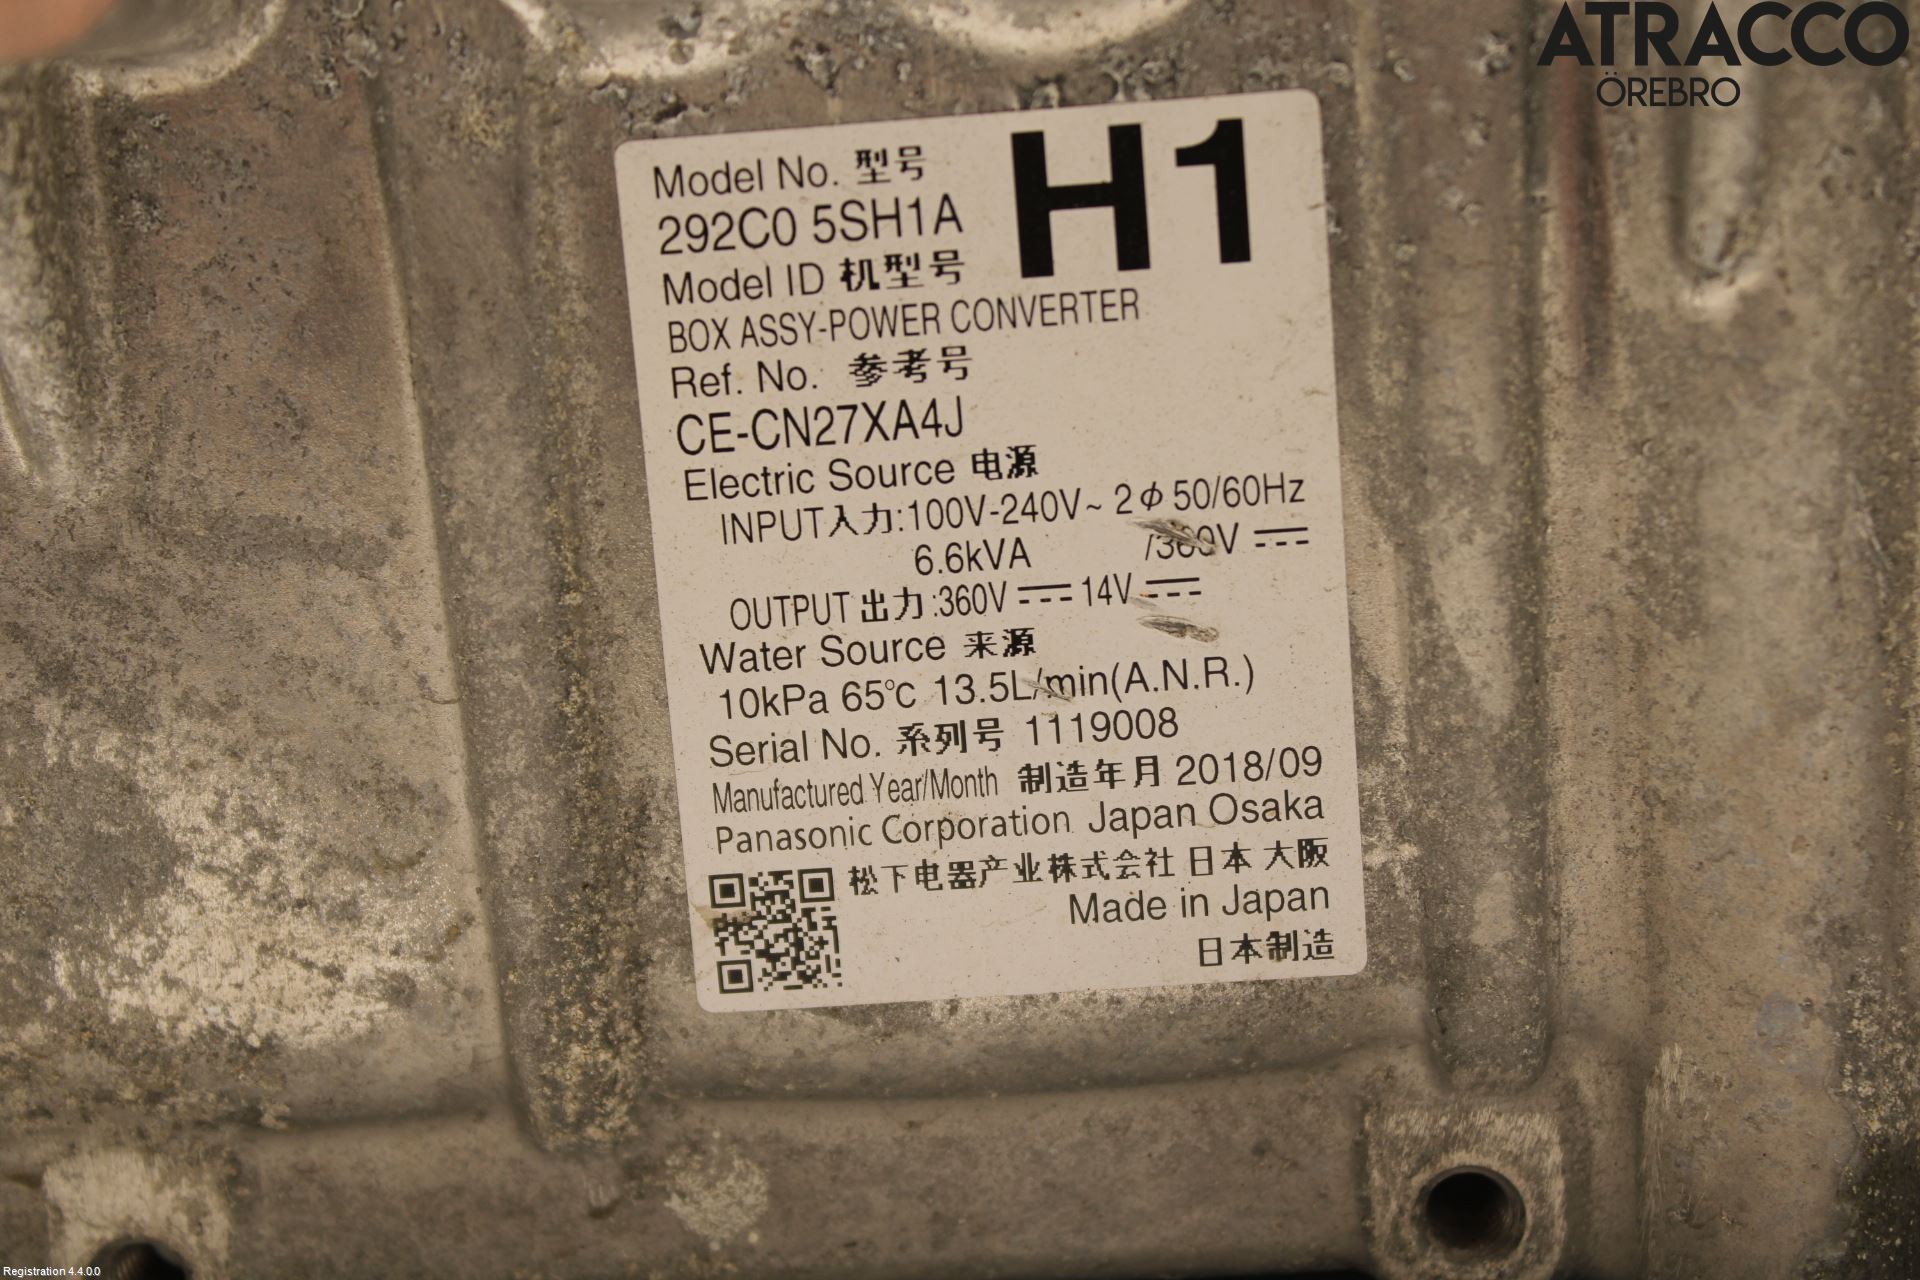 ATRACCO
ÖREBRO
Model No. 型号
292C0 5SH1A
H1
Model ID 机型号
BOX ASSY-POWER CONVERTER
Ref. No. 参考号
CE-CN27XA4J
Electric Source 电源
INPUT入力:100V-240V~ 2φ 50/60Hz
6.6kVA /360V ⎓
OUTPUT 出力:360V ⎓ 14V ⎓
Water Source 来源
10kPa 65℃ 13.5L/min(A.N.R.)
Serial No. 系列号 1119008
Manufactured Year/Month 制造年月 2018/09
Panasonic Corporation Japan Osaka
松下电器产业株式会社 日本 大阪
Made in Japan
日本制造
Registration 4.4.0.0